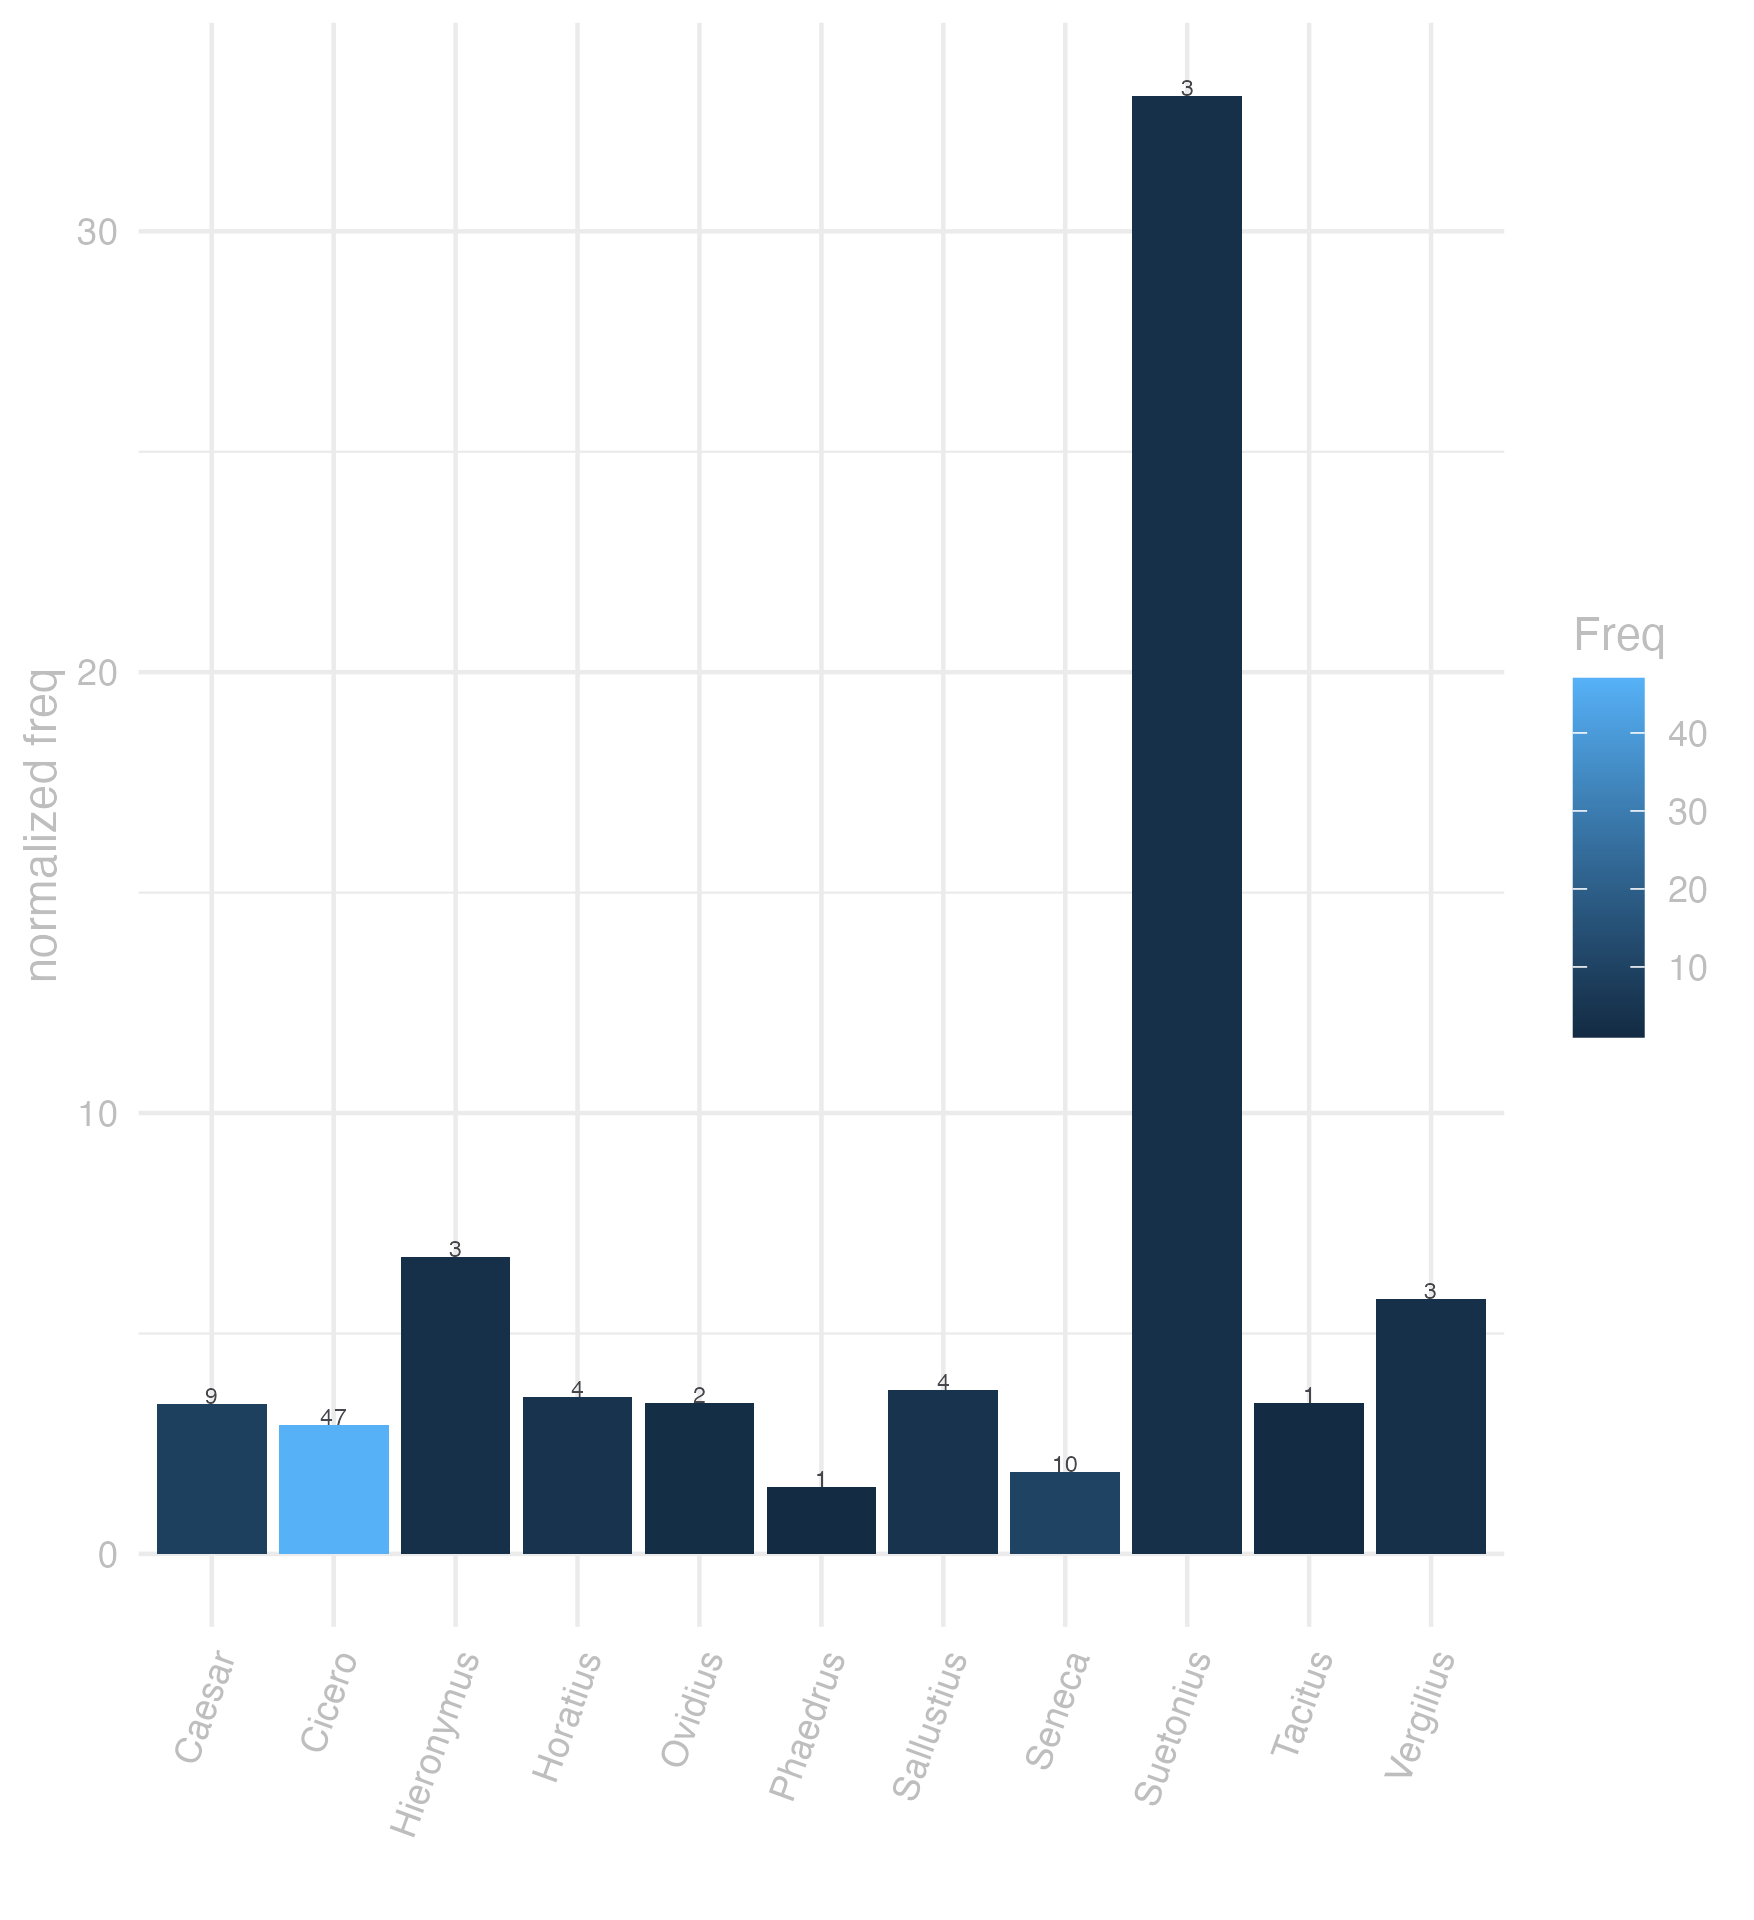 3
30
20
10
0
normalized freq
3
3
9
47
4
2
1
4
10
1
Freq
40
30
20
10
Caesar
Cicero
Hieronymus
Horatius
Ovidius
Phaedrus
Sallustius
Seneca
Suetonius
Tacitus
Vergilius